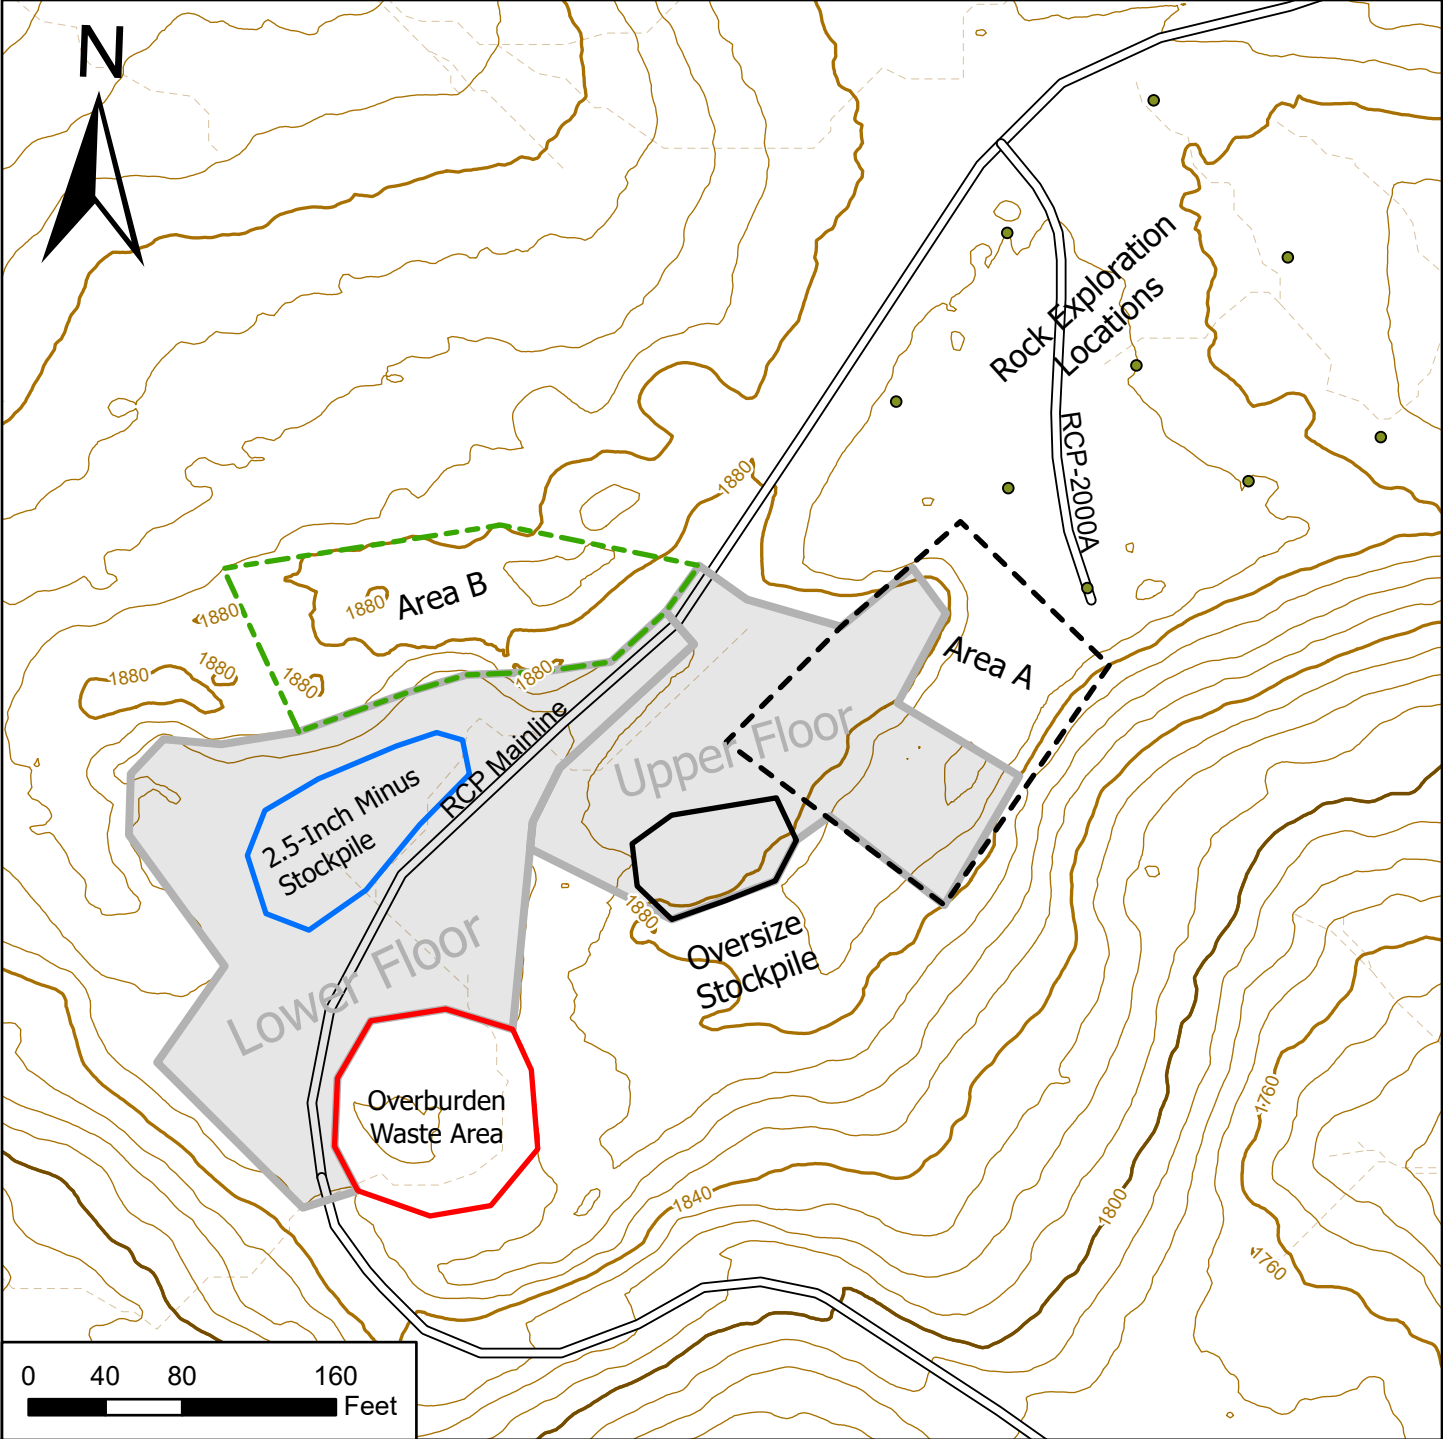 N
Rock Exploration
Locations
RCP-2000A
1880
Area B
1880
1880
1880
1880
1880
1880
Area A
RCP Mainline
Upper Floor
2.5-Inch Minus
Stockpile
1880
Oversize
Stockpile
Lower Floor
Overburden
Waste Area
1760
1840
1800
1760
0 40 80 160
Feet